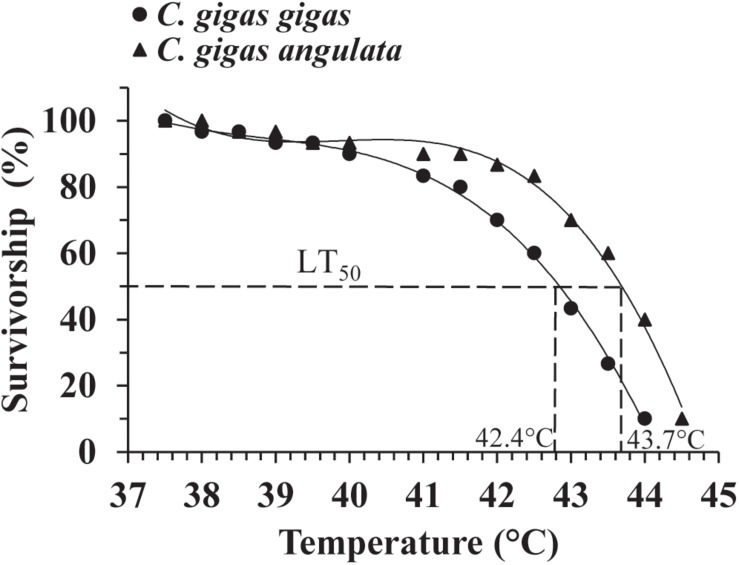 C. gigas gigas
C. gigas angulata
Survivorship (%)
100
80
60
40
20
0
LT50
42.4°C
43.7°C
37 38 39 40 41 42 43 44 45
Temperature (°C)